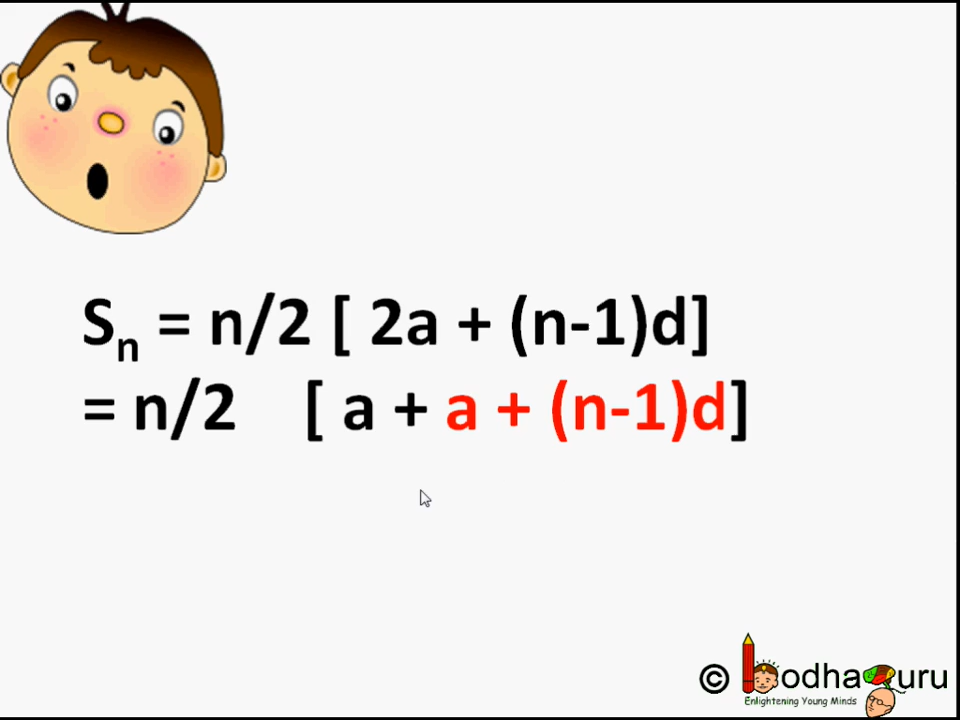 Sn = n/2 [ 2a + (n-1)d]
= n/2 [ a + a + (n-1)d]
© bodhaGuru
Enlightening Young Minds